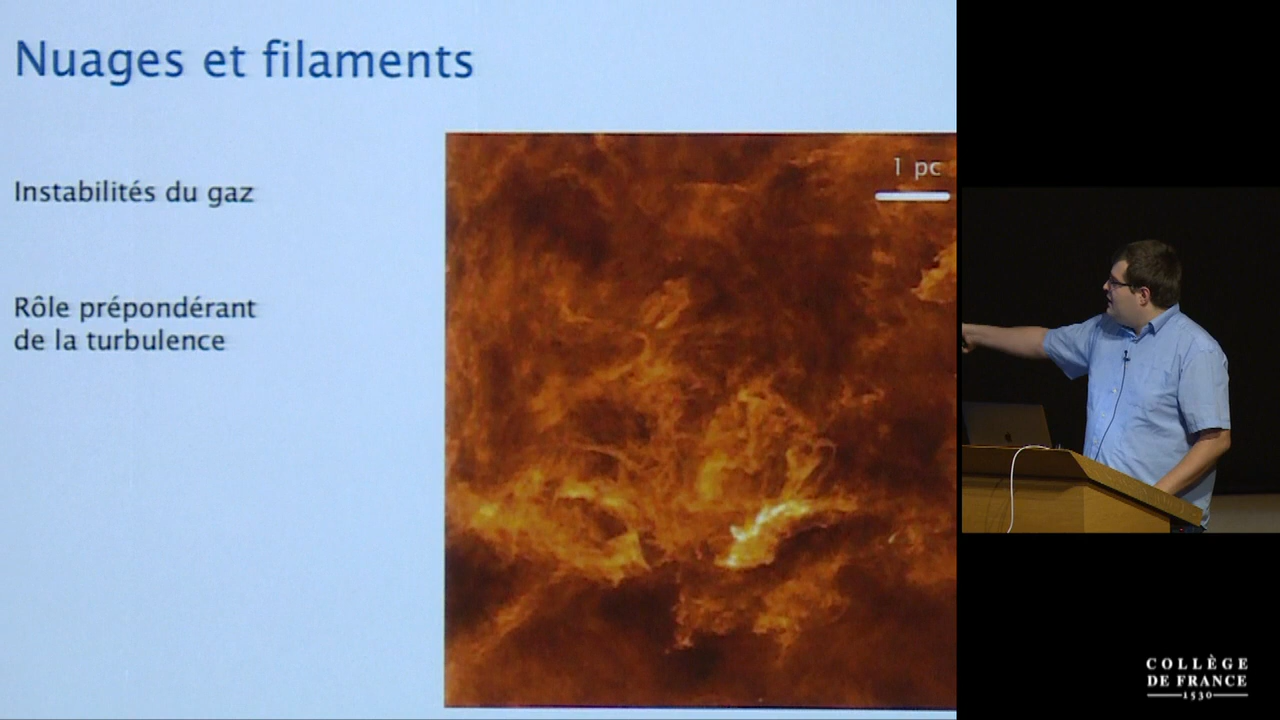 Nuages et filaments
1 pc
Instabilités du gaz
Rôle prépondérant
de la turbulence
COLLÈGE
DE FRANCE
1530